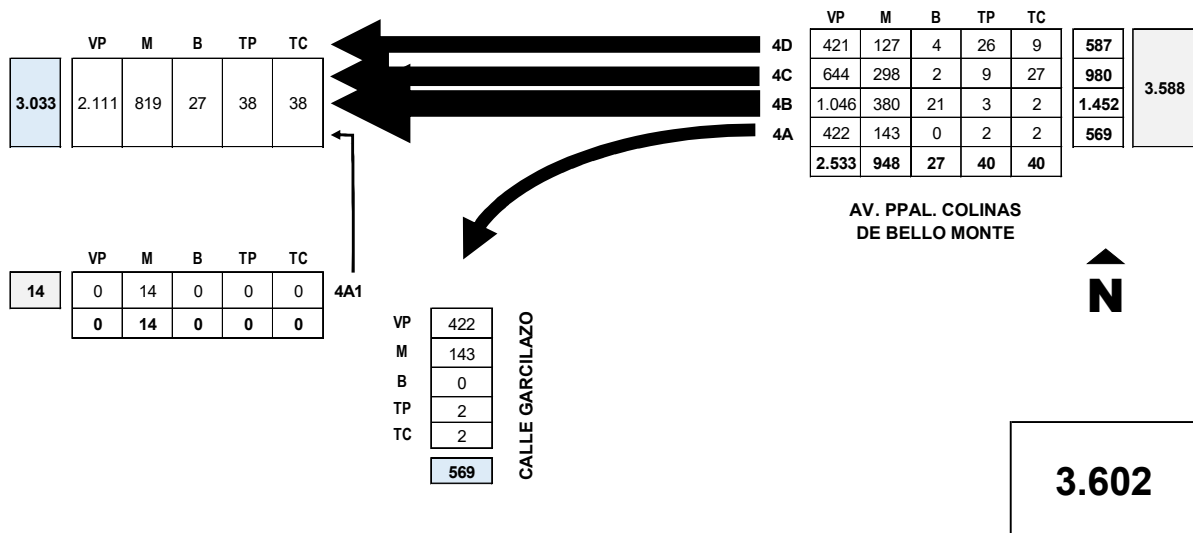 VP M B TP TC
4D 421 127 4 26 9 587
4C 644 298 2 9 27 980
4B 1.046 380 21 3 2 1.452
4A 422 143 0 2 2 569
2.533 948 27 40 40
3.588
AV. PPAL. COLINAS
DE BELLO MONTE
VP M B TP TC
3.033 2.111 819 27 38 38
VP M B TP TC
14 0 14 0 0 0 4A1
0 14 0 0 0
VP 422
M 143
B 0
TP 2
TC 2
569
CALLE GARCILAZO
N
3.602